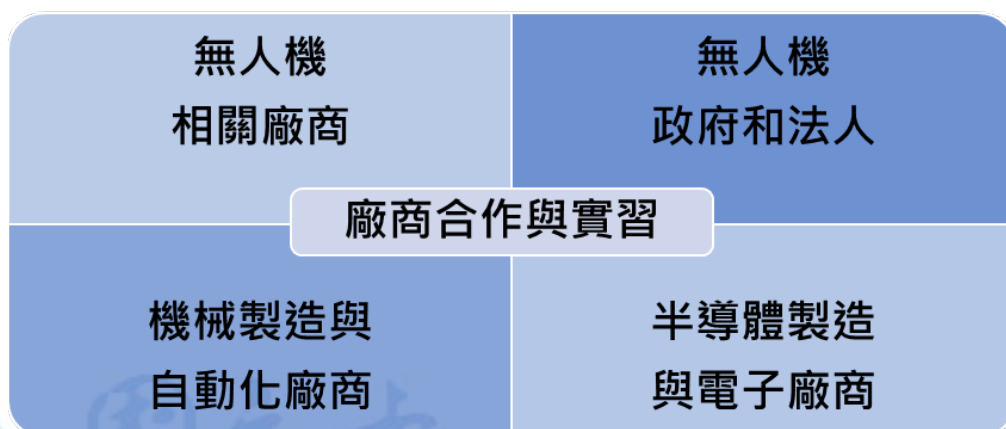 無人機
相關廠商
無人機
政府和法人
廠商合作與實習
機械製造與
自動化廠商
半導體製造
與電子廠商